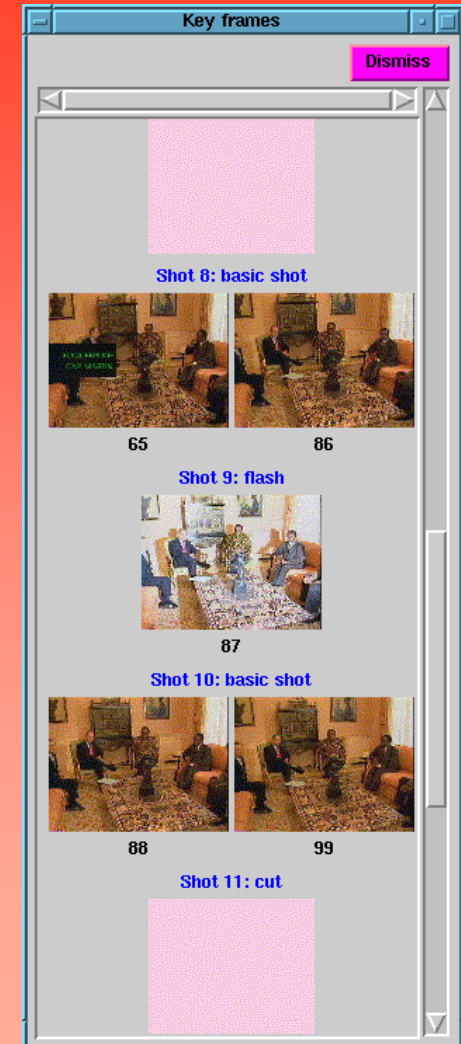 Key frames
Dismiss
Shot 8: basic shot
65 86
Shot 9: flash
87
Shot 10: basic shot
88 99
Shot 11: cut